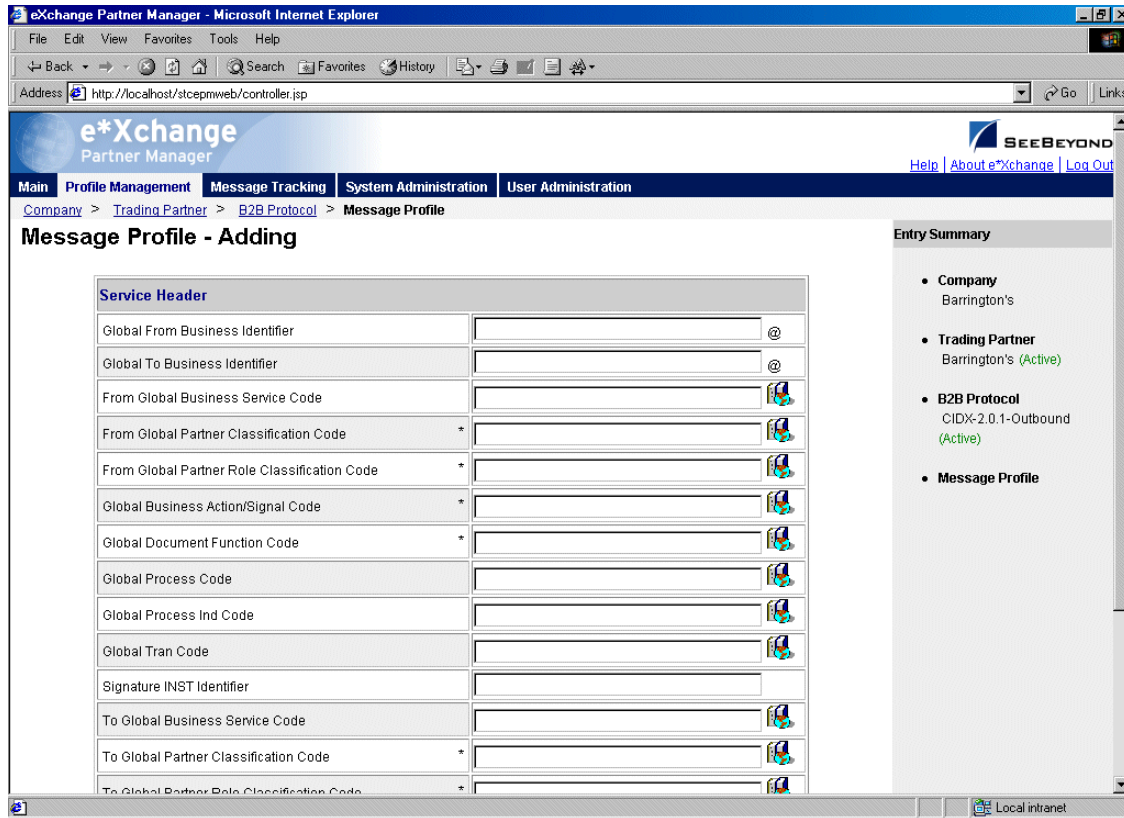 eXchange Partner Manager - Microsoft Internet Explorer
File Edit View Favorites Tools Help
Back Search Favorites History
Address http://localhost/stcepmweb/controller.jsp Go Links
e*Xchange
Partner Manager
SEEBEYOND
Help | About e*Xchange | Log Out
Main Profile Management Message Tracking System Administration User Administration
Company > Trading Partner > B2B Protocol > Message Profile
Message Profile - Adding
Service Header
Global From Business Identifier @
Global To Business Identifier @
From Global Business Service Code
From Global Partner Classification Code *
From Global Partner Role Classification Code *
Global Business Action/Signal Code *
Global Document Function Code *
Global Process Code
Global Process Ind Code
Global Tran Code
Signature INST Identifier
To Global Business Service Code
To Global Partner Classification Code *
To Global Partner Role Classification Code *
Entry Summary
• Company
Barrington's
• Trading Partner
Barrington's (Active)
• B2B Protocol
CIDX-2.0.1-Outbound
(Active)
• Message Profile
Local intranet